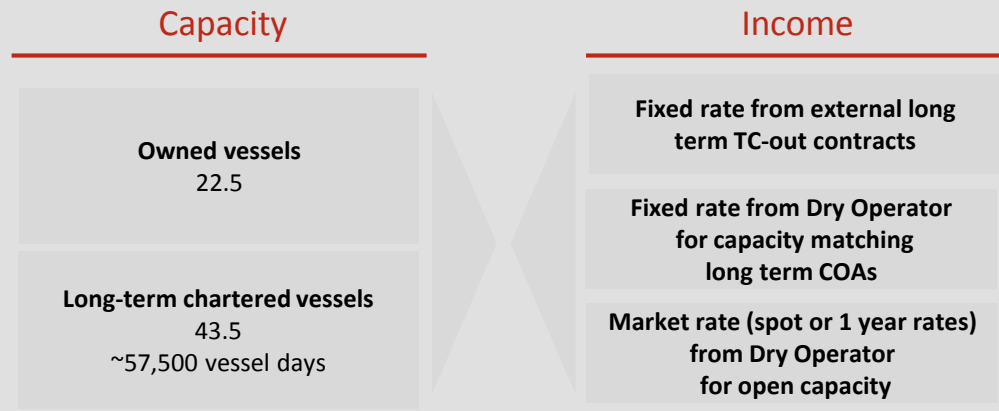 Capacity
Owned vessels
22.5
Long-term chartered vessels
43.5
~57,500 vessel days
Income
Fixed rate from external long
term TC-out contracts
Fixed rate from Dry Operator
for capacity matching
long term COAs
Market rate (spot or 1 year rates)
from Dry Operator
for open capacity